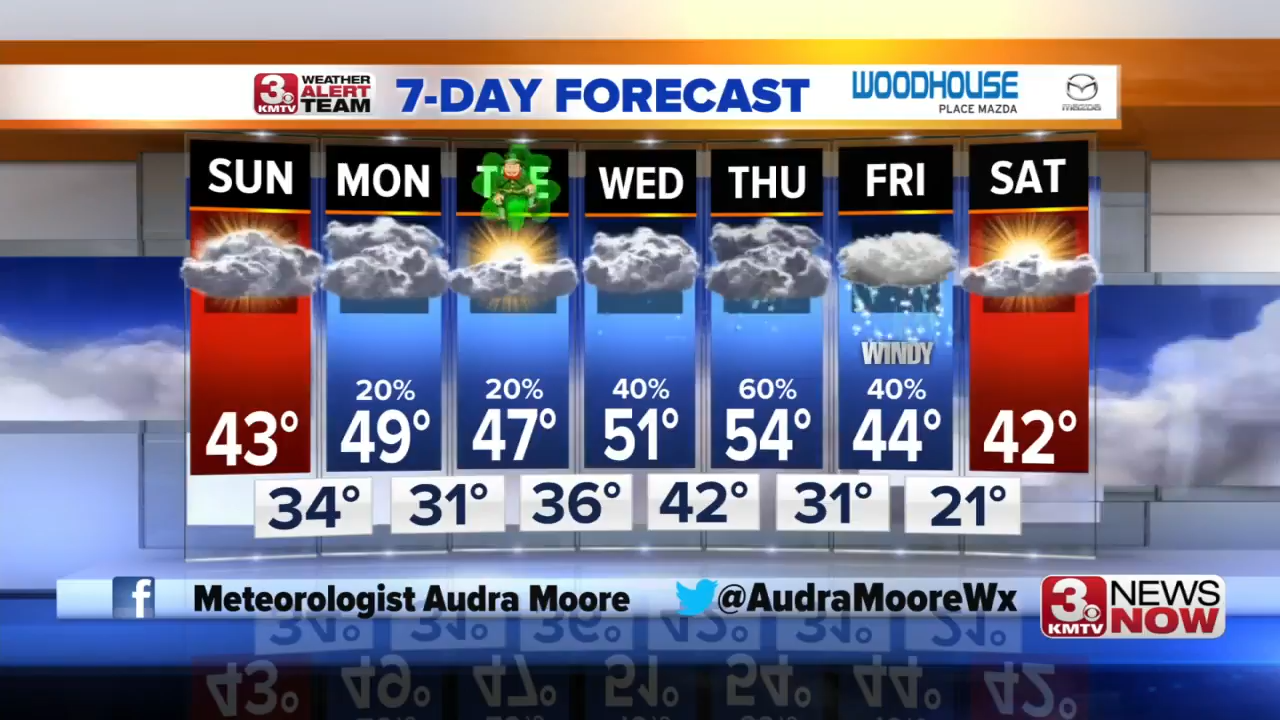 3 KMTV WEATHER ALERT TEAM 7-DAY FORECAST WOODHOUSE PLACE MAZDA mazda
SUN MON TUE WED THU FRI SAT
WINDY
20% 20% 40% 60% 40%
43° 49° 47° 51° 54° 44° 42°
34° 31° 36° 42° 31° 21°
f Meteorologist Audra Moore @AudraMooreWx 3 KMTV NEWS NOW